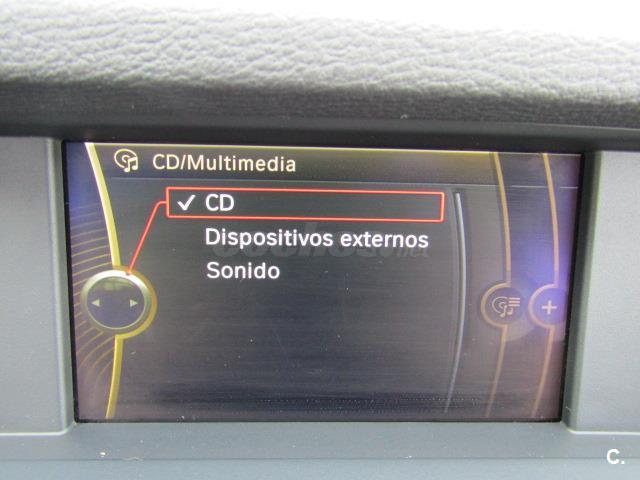 CD/Multimedia
✓ CD
Dispositivos externos
Sonido
C.